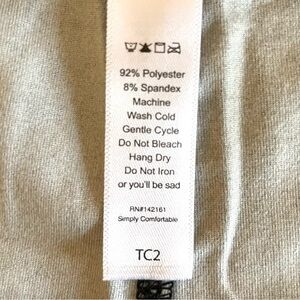 92% Polyester
8% Spandex
Machine
Wash Cold
Gentle Cycle
Do Not Bleach
Hang Dry
Do Not Iron
or you'll be sad
RN#142161
Simply Comfortable
TC2